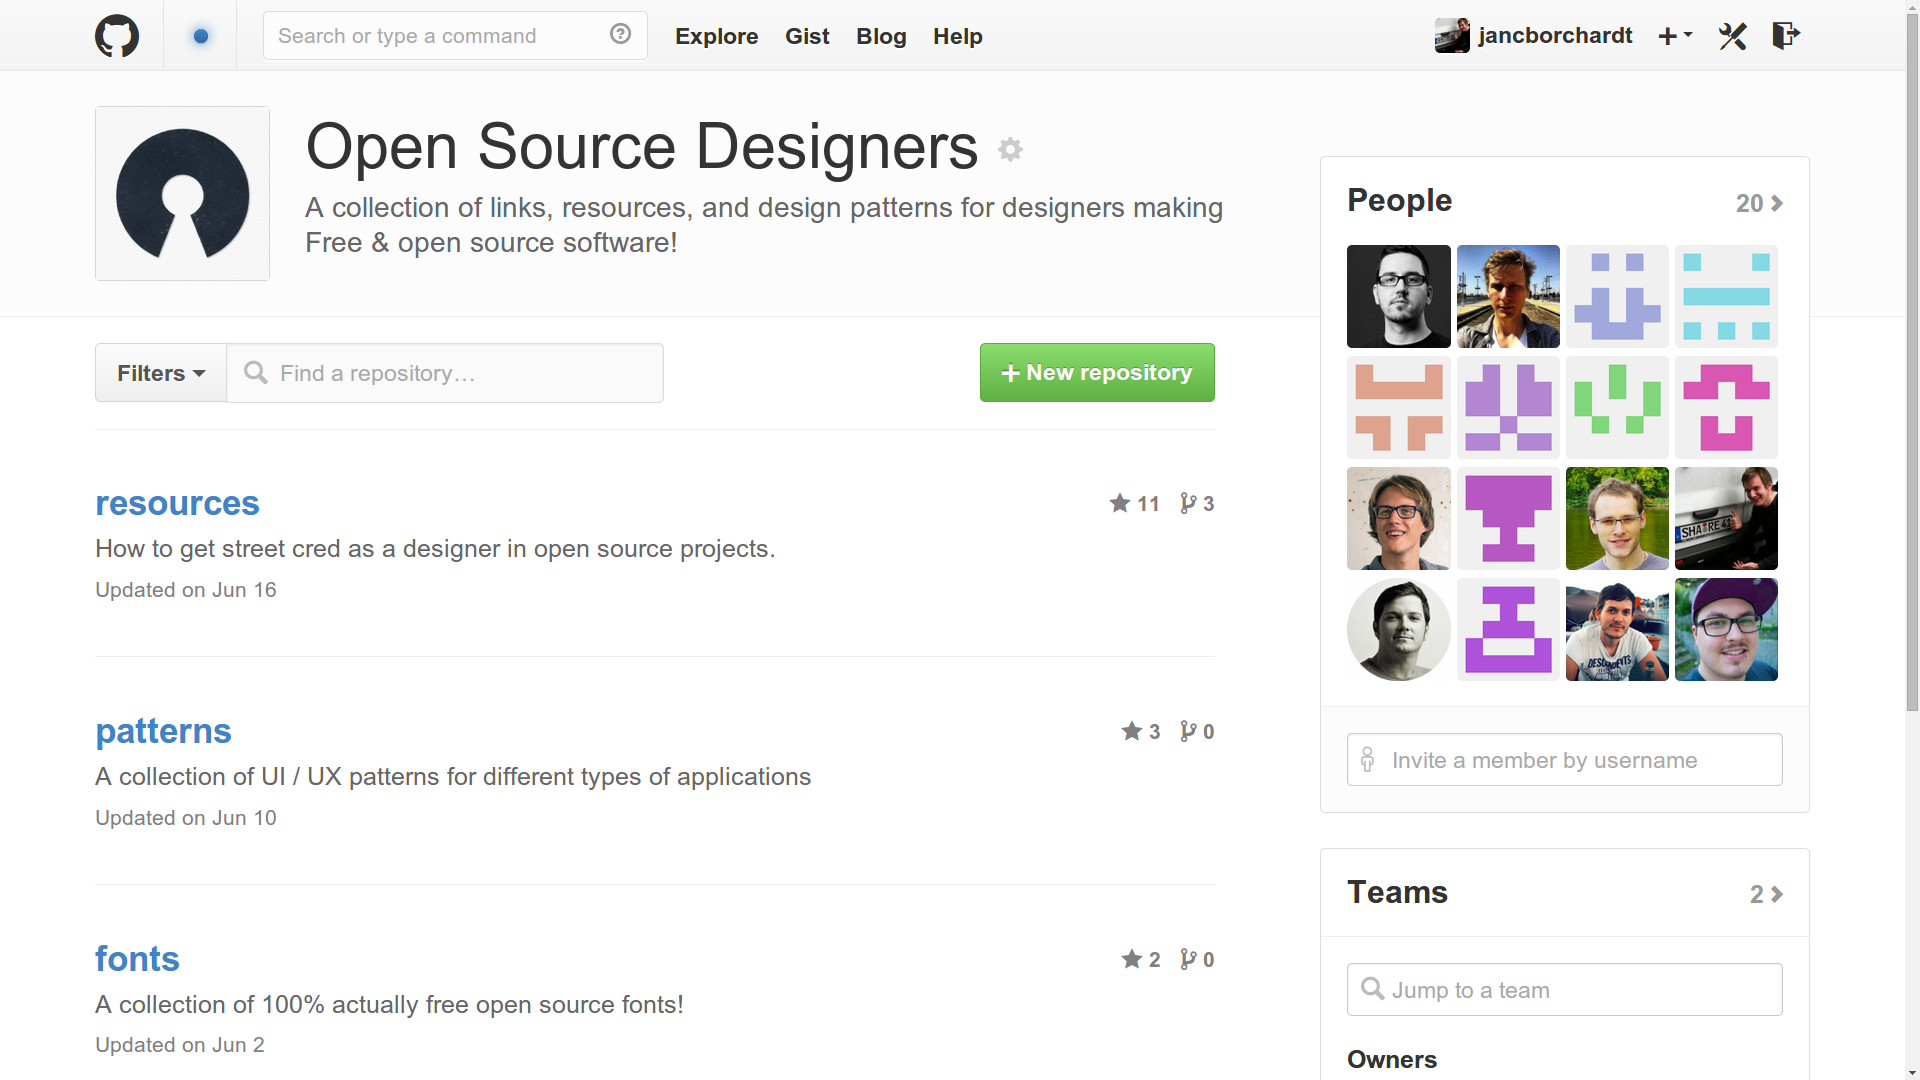 Search or type a command
Explore Gist Blog Help
jancborchardt
Open Source Designers
A collection of links, resources, and design patterns for designers making
Free & open source software!
Filters
Find a repository…
New repository
resources
11 3
How to get street cred as a designer in open source projects.
Updated on Jun 16
patterns
3 0
A collection of UI / UX patterns for different types of applications
Updated on Jun 10
fonts
2 0
A collection of 100% actually free open source fonts!
Updated on Jun 2
People
20
SHA RE 41
DESCENDENTS
Invite a member by username
Teams
2
Jump to a team
Owners